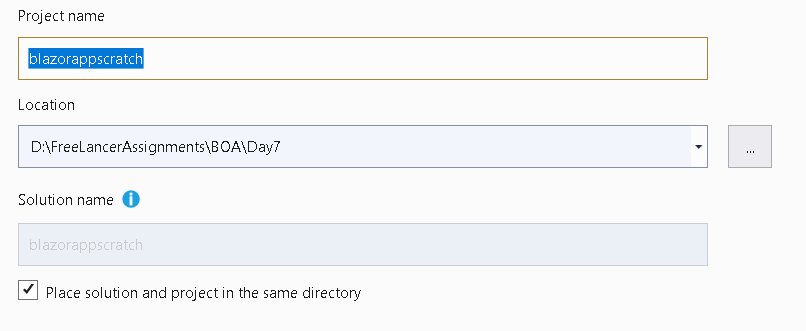 Project name
blazorappscratch
Location
D:\FreeLancerAssignments\BOA\Day7
...
Solution name
blazorappscratch
Place solution and project in the same directory